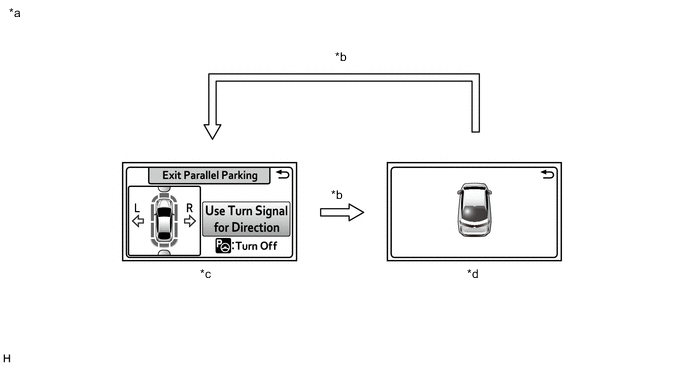 *a
*b
Exit Parallel Parking
L
R
Use Turn Signal
for Direction
P
:Turn Off
*b
*c
*d
H